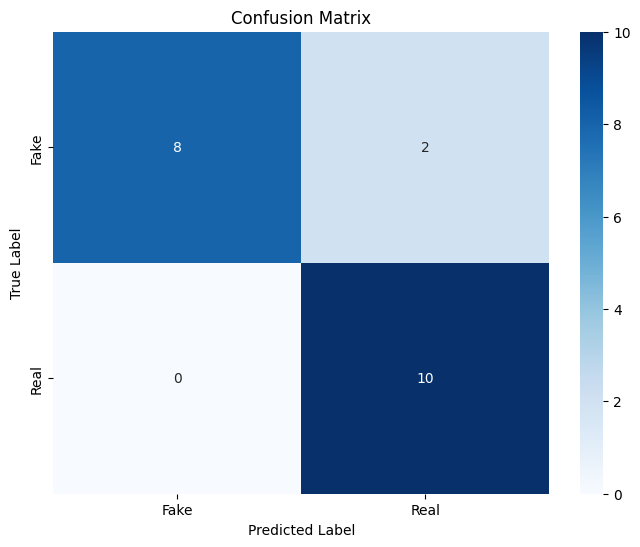 Confusion Matrix
True Label
Fake
8
2
Real
0
10
Fake
Real
Predicted Label
10
8
6
4
2
0